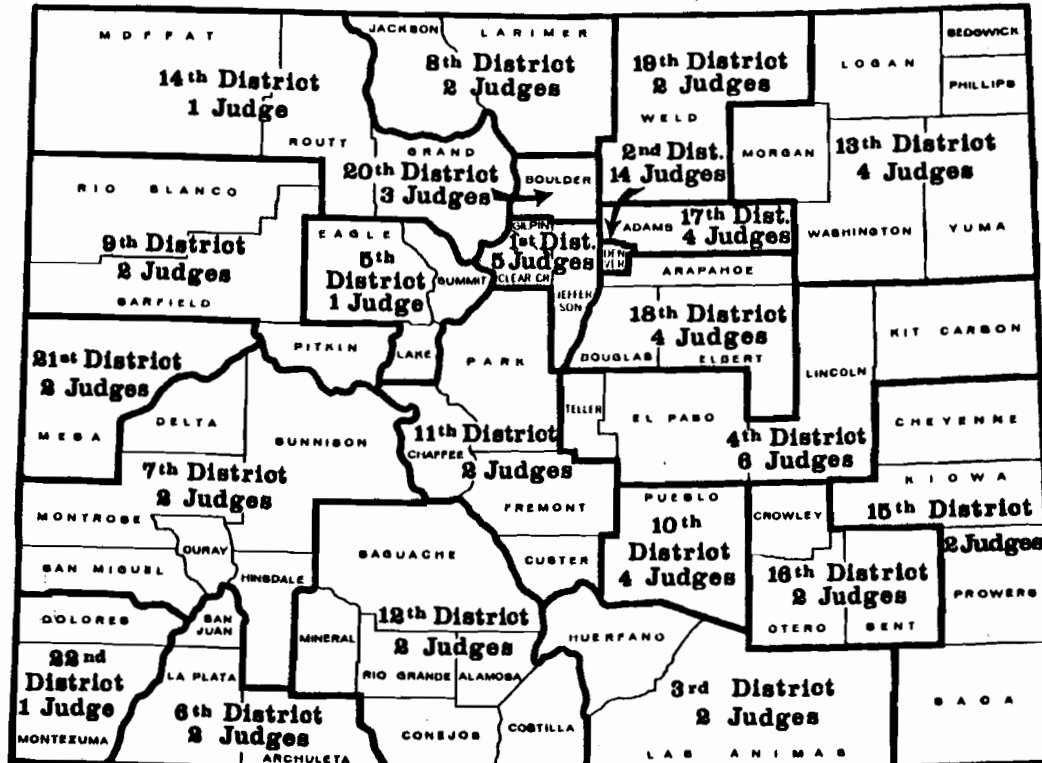 MOFFAT
14th District
1 Judge
ROUTT
JACKSON
LARIMER
8th District
2 Judges
GRAND
19th District
2 Judges
WELD
LOGAN
SEDGWICK
PHILLIPS
MORGAN
13th District
4 Judges
WASHINGTON
YUMA
RIO BLANCO
9th District
2 Judges
GARFIELD
20th District
3 Judges
BOULDER
2nd Dist.
14 Judges
DEN
VER
ADAMS
17th Dist.
4 Judges
EAGLE
5th
District
1 Judge
SUMMIT
GILPIN
1st Dist.
5 Judges
CLEAR CR
JEFFER
SON
ARAPAHOE
18th District
4 Judges
DOUGLAS
ELBERT
LINCOLN
KIT CARSON
PITKIN
LAKE
PARK
21st District
2 Judges
MESA
DELTA
GUNNISON
7th District
2 Judges
MONTROSE
OURAY
SAN MIGUEL
HINSDALE
11th District
CHAFFEE
2 Judges
FREMONT
CUSTER
TELLER
EL PASO
4th District
6 Judges
CHEYENNE
KIOWA
15th District
2 Judges
PROWERS
PUEBLO
10th
District
4 Judges
CROWLEY
16th District
2 Judges
OTERO
BENT
SAGUACHE
12th District
2 Judges
MINERAL
RIO GRANDE
ALAMOSA
CONEJOS
COSTILLA
DOLORES
SAN
JUAN
22nd
District
1 Judge
MONTEZUMA
LA PLATA
6th District
2 Judges
ARCHULETA
HUERFANO
3rd District
2 Judges
LAS ANIMAS
BACA